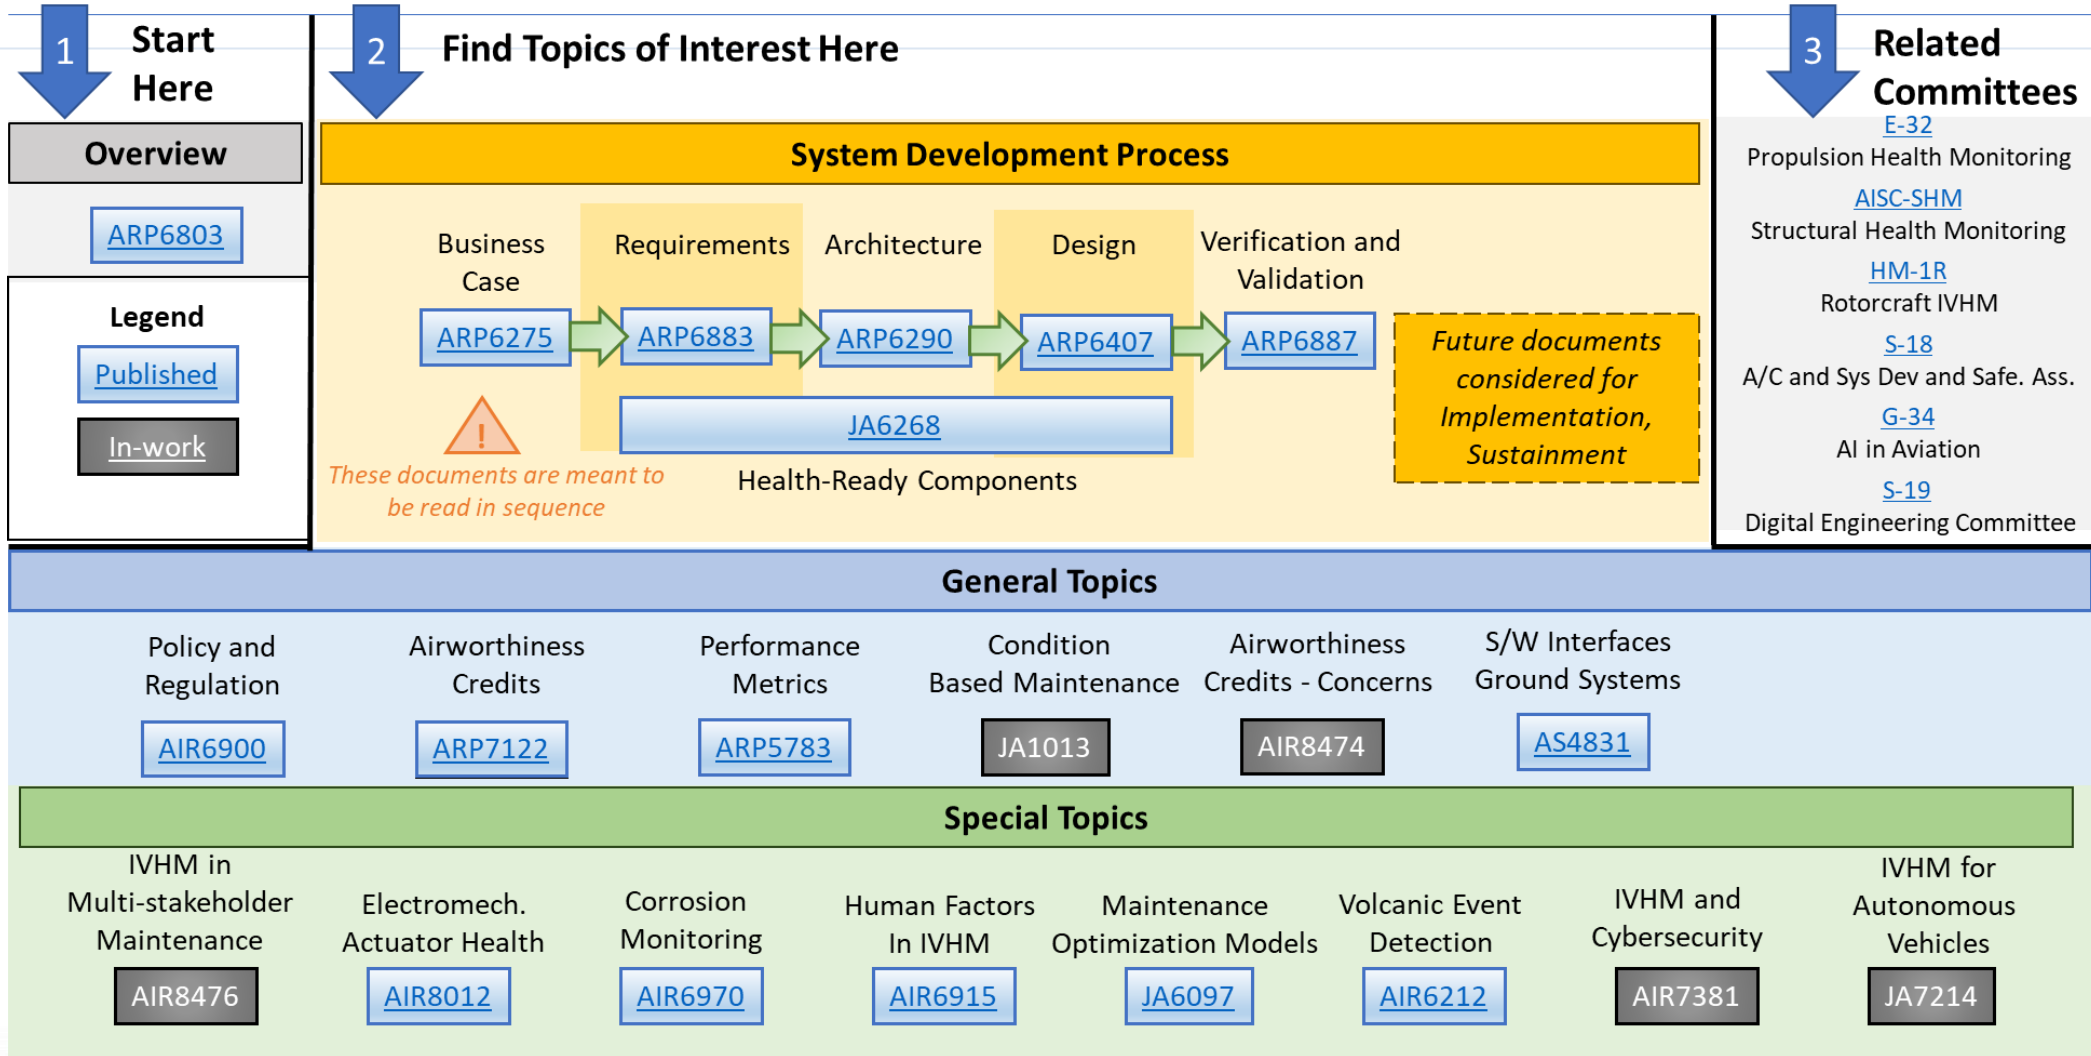 1
Start
Here
2
Find Topics of Interest Here
3
Related
Committees
Overview
ARP6803
Legend
Published
In-work
System Development Process
Business
Case
Requirements
Architecture
Design
Verification and
Validation
ARP6275
ARP6883
ARP6290
ARP6407
ARP6887
!
These documents are meant to
be read in sequence
JA6268
Health-Ready Components
Future documents
considered for
Implementation,
Sustainment
E-32
Propulsion Health Monitoring
AISC-SHM
Structural Health Monitoring
HM-1R
Rotorcraft IVHM
S-18
A/C and Sys Dev and Safe. Ass.
G-34
AI in Aviation
S-19
Digital Engineering Committee
General Topics
Policy and
Regulation
AIR6900
Airworthiness
Credits
ARP7122
Performance
Metrics
ARP5783
Condition
Based Maintenance
JA1013
Airworthiness
Credits - Concerns
AIR8474
S/W Interfaces
Ground Systems
AS4831
Special Topics
IVHM in
Multi-stakeholder
Maintenance
AIR8476
Electromech.
Actuator Health
AIR8012
Corrosion
Monitoring
AIR6970
Human Factors
In IVHM
AIR6915
Maintenance
Optimization Models
JA6097
Volcanic Event
Detection
AIR6212
IVHM and
Cybersecurity
AIR7381
IVHM for
Autonomous
Vehicles
JA7214